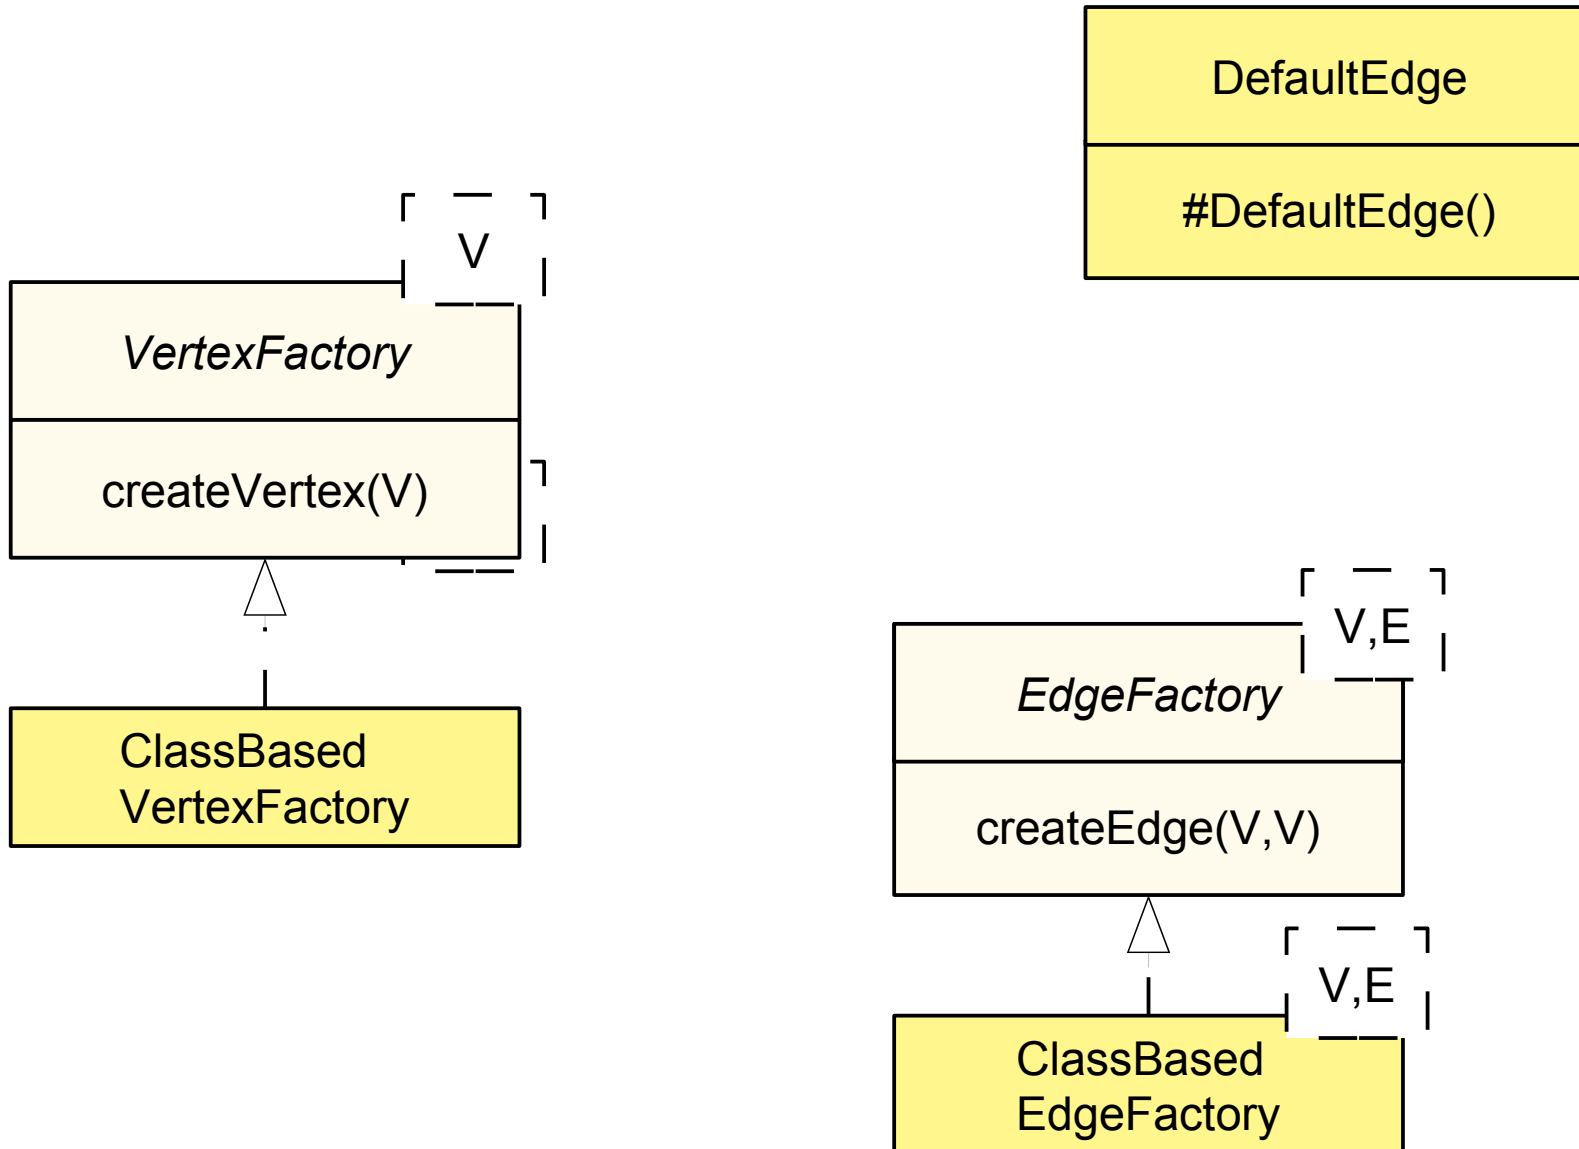 DefaultEdge
#DefaultEdge()
V
VertexFactory
createVertex(V)
ClassBased
VertexFactory
V,E
EdgeFactory
createEdge(V,V)
V,E
ClassBased
EdgeFactory